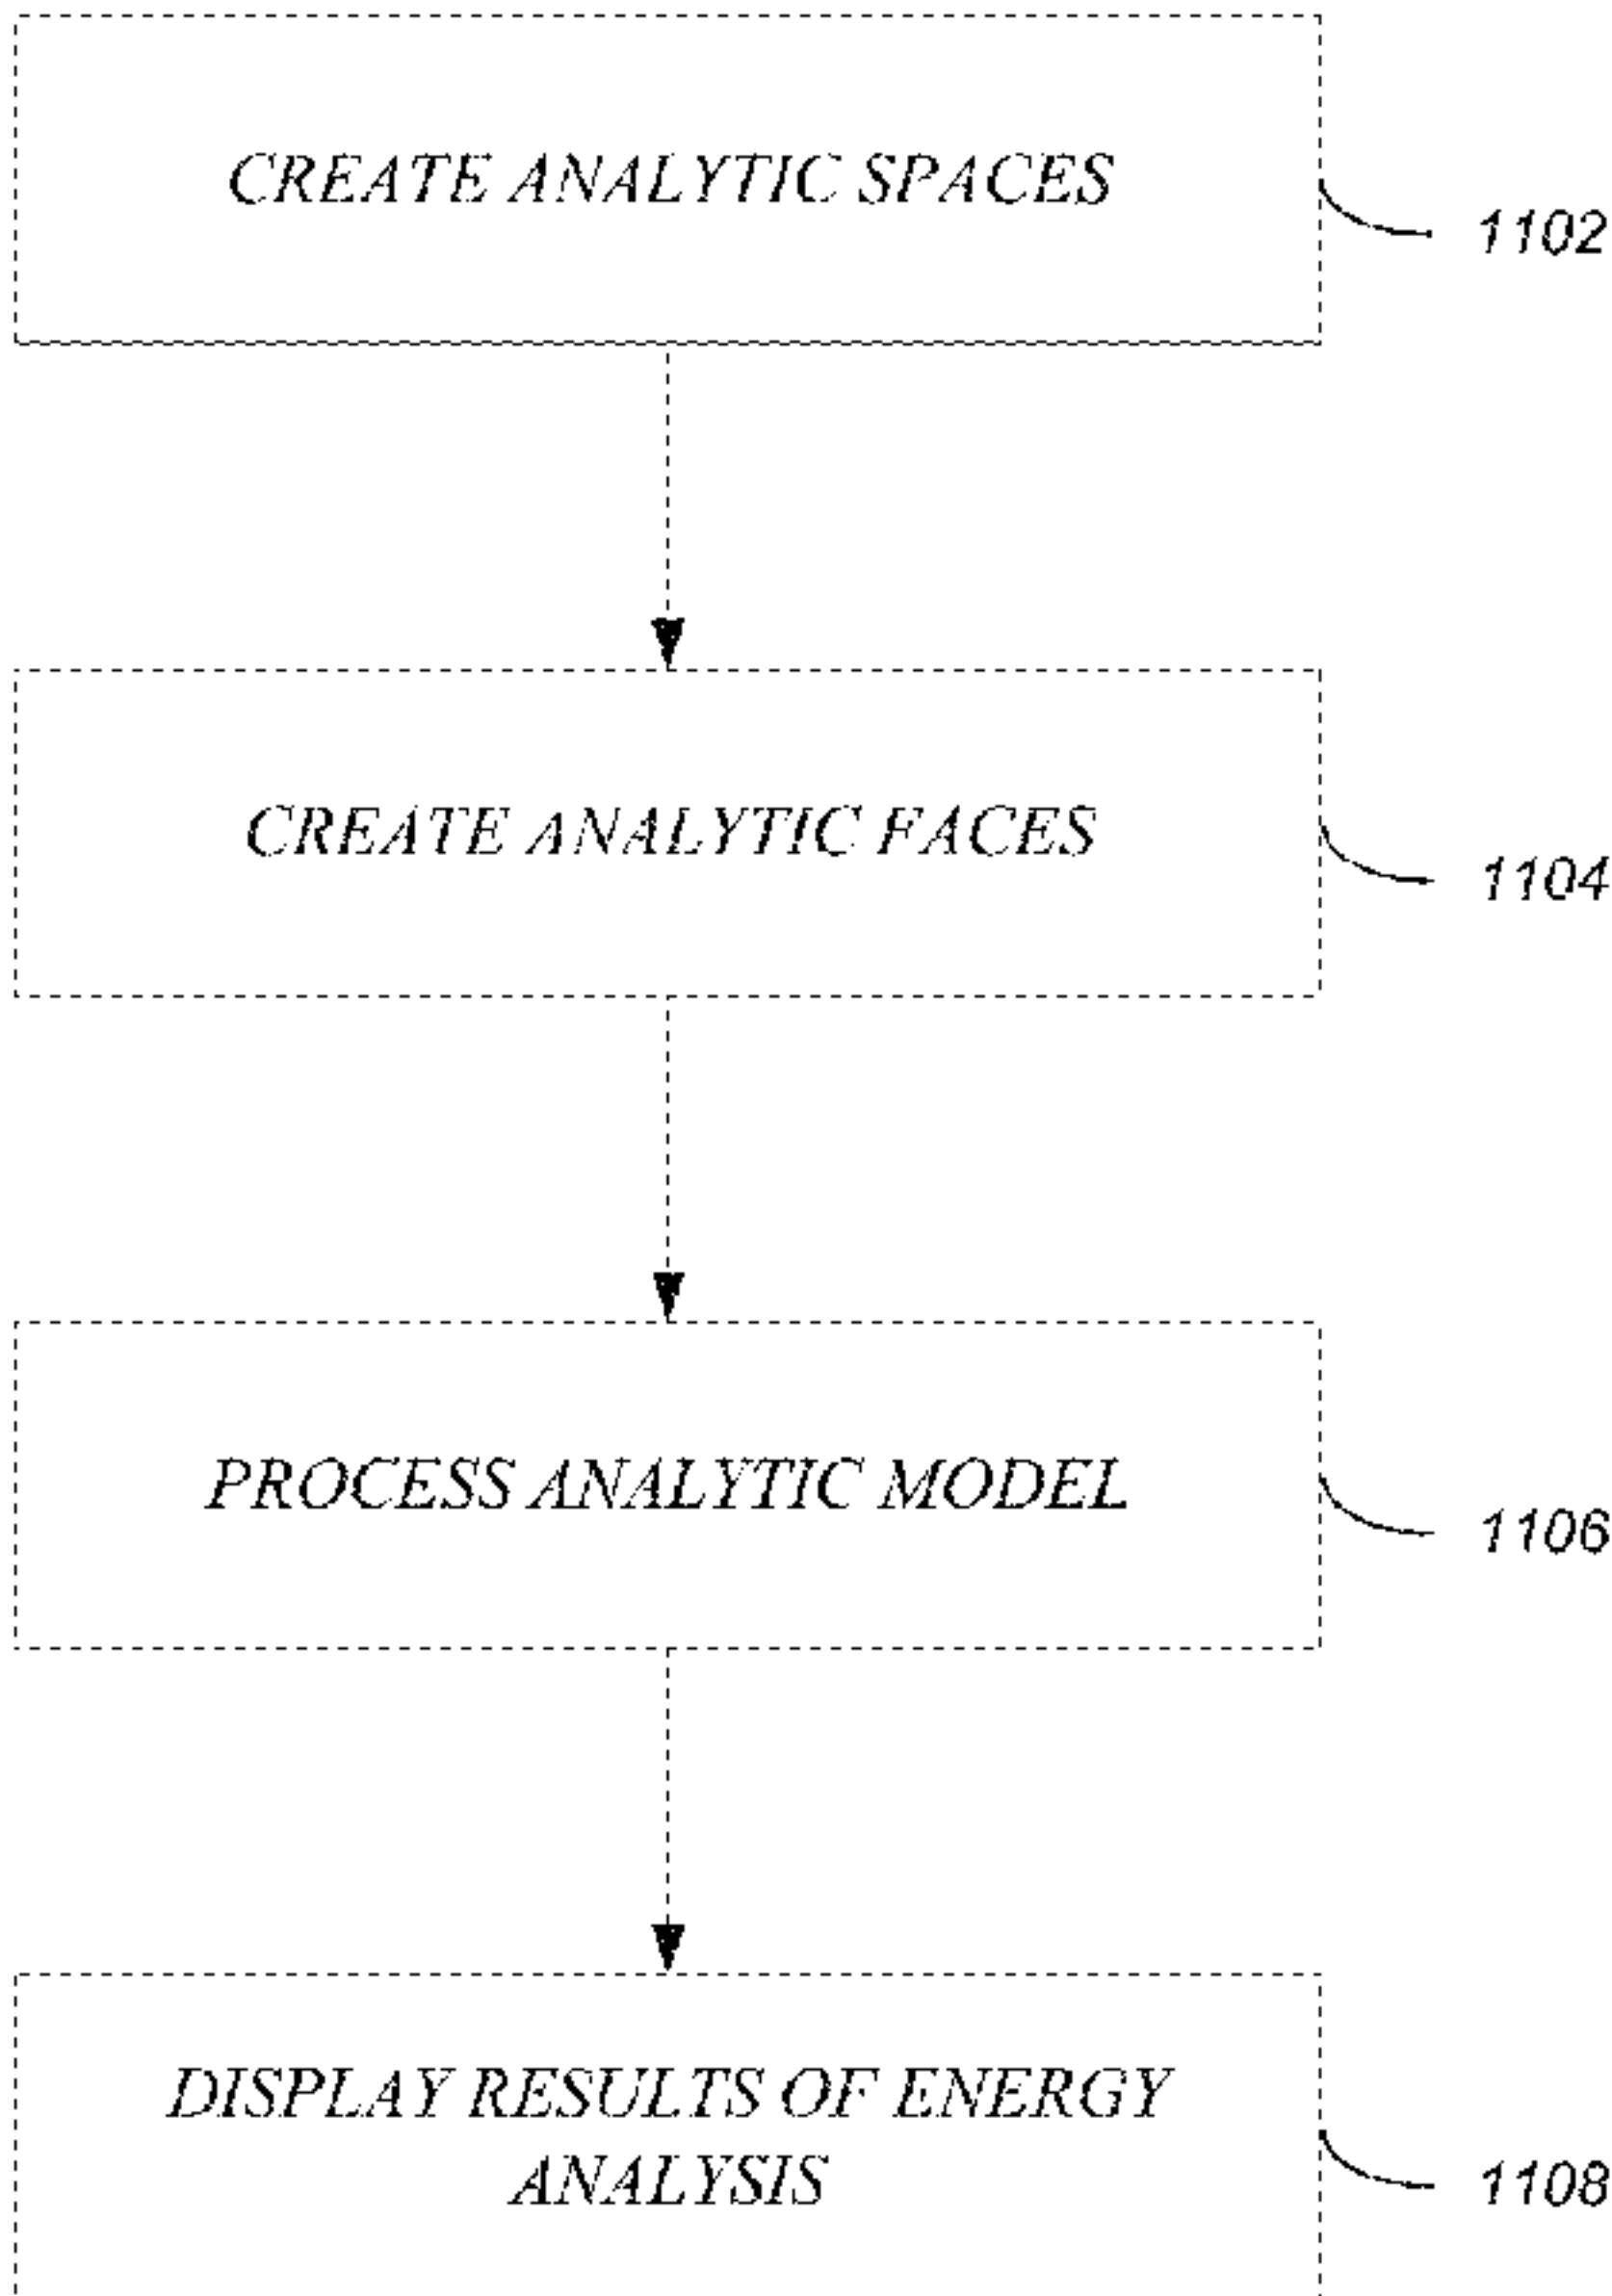 CREATE ANALYTIC SPACES
1102
CREATE ANALYTIC FACES
1104
PROCESS ANALYTIC MODEL
1106
DISPLAY RESULTS OF ENERGY
ANALYSIS
1108